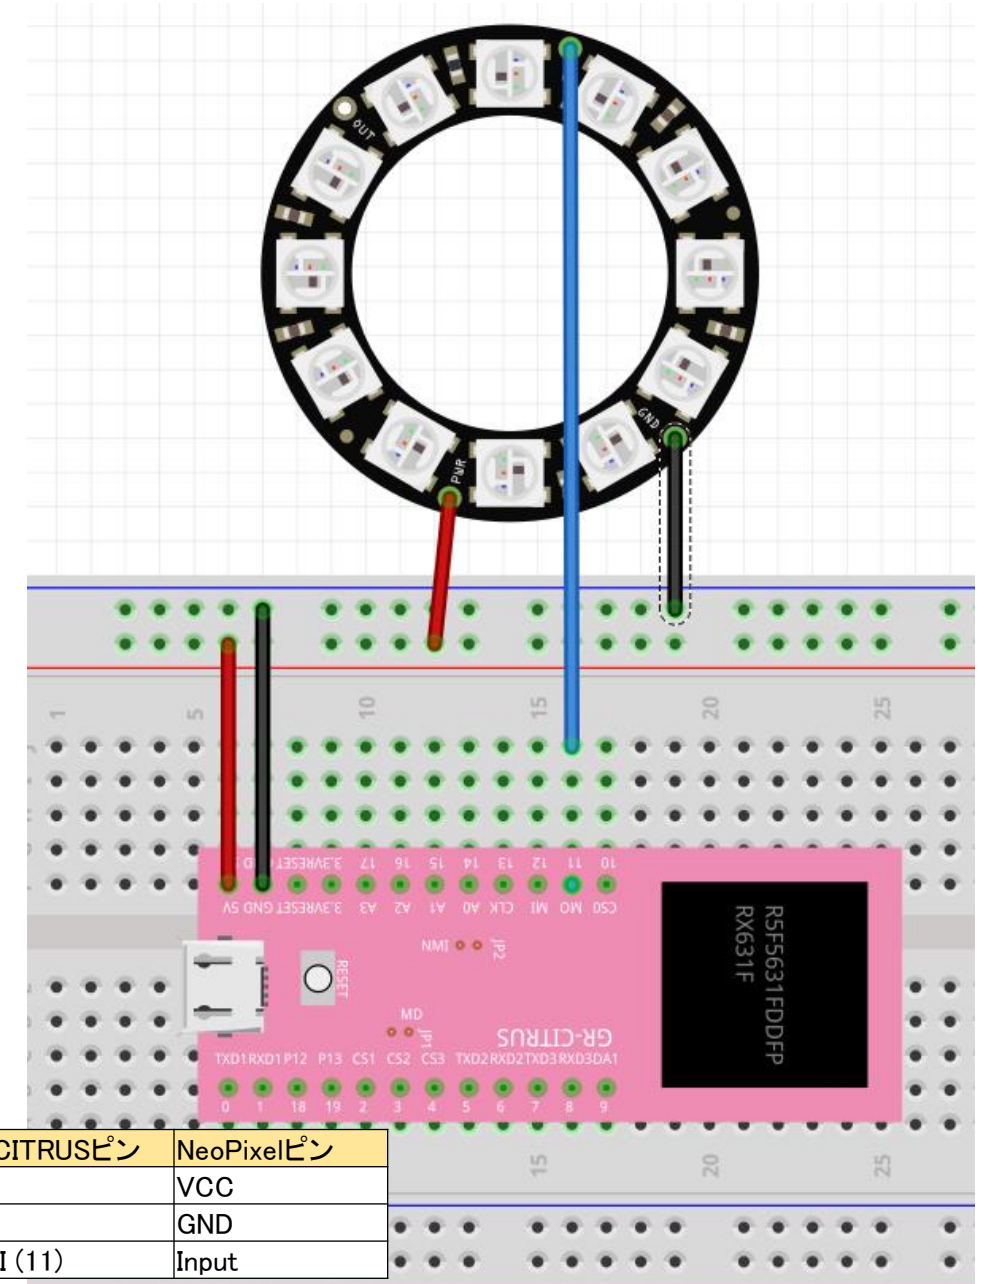 OUT
GND
PWR
1 5 10 15 20 25
5V GND RESET 3.3V 17 16 15 14 13 12 11 10
5V GND RESET 3.3V A3 A2 A1 A0 CLK MI MO CS0
R5F5631FDDFP
RX631F
NMI JP2
RESET
MD
JP1
GR-CITRUS
TXD1 RXD1 P12 P13 CS1 CS2 CS3 TXD2 RXD2 TXD3 RXD3 DA1
0 1 18 19 2 3 4 5 6 7 8 9
15 20 25
CITRUSピン NeoPixelピン
VCC
GND
I (11) Input